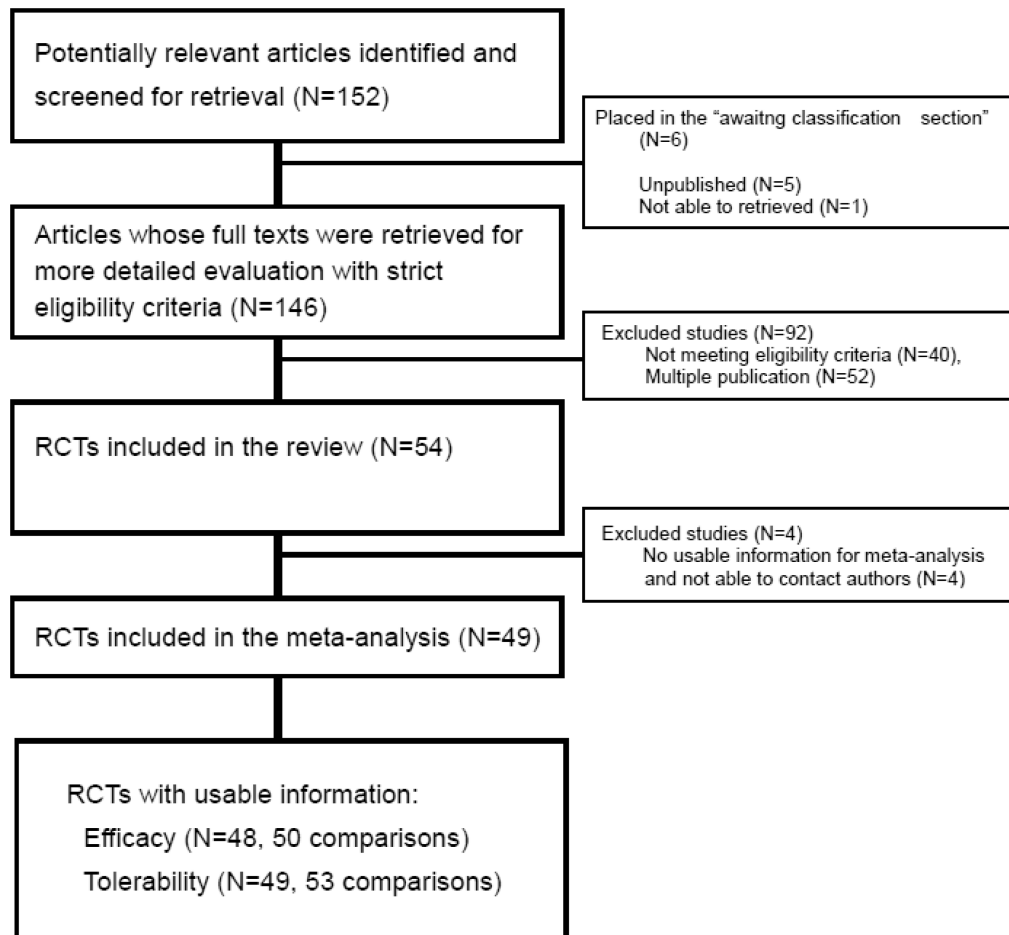 Potentially relevant articles identified and
screened for retrieval (N=152)
Placed in the “awaitng classification section”
(N=6)
Unpublished (N=5)
Not able to retrieved (N=1)
Articles whose full texts were retrieved for
more detailed evaluation with strict
eligibility criteria (N=146)
Excluded studies (N=92)
Not meeting eligibility criteria (N=40),
Multiple publication (N=52)
RCTs included in the review (N=54)
Excluded studies (N=4)
No usable information for meta-analysis
and not able to contact authors (N=4)
RCTs included in the meta-analysis (N=49)
RCTs with usable information:
Efficacy (N=48, 50 comparisons)
Tolerability (N=49, 53 comparisons)